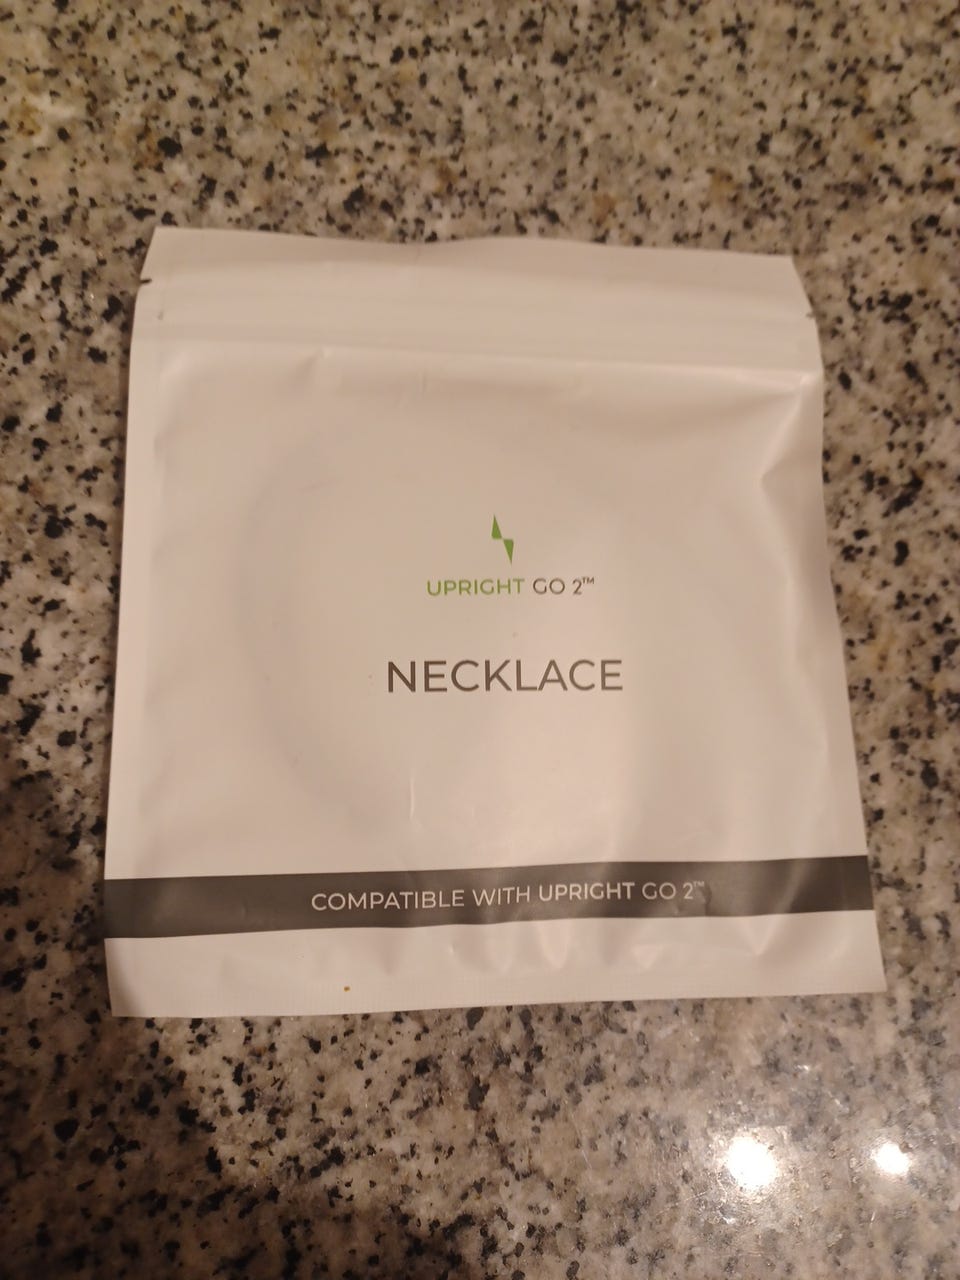 UPRIGHT GO 2™
NECKLACE
COMPATIBLE WITH UPRIGHT GO 2™